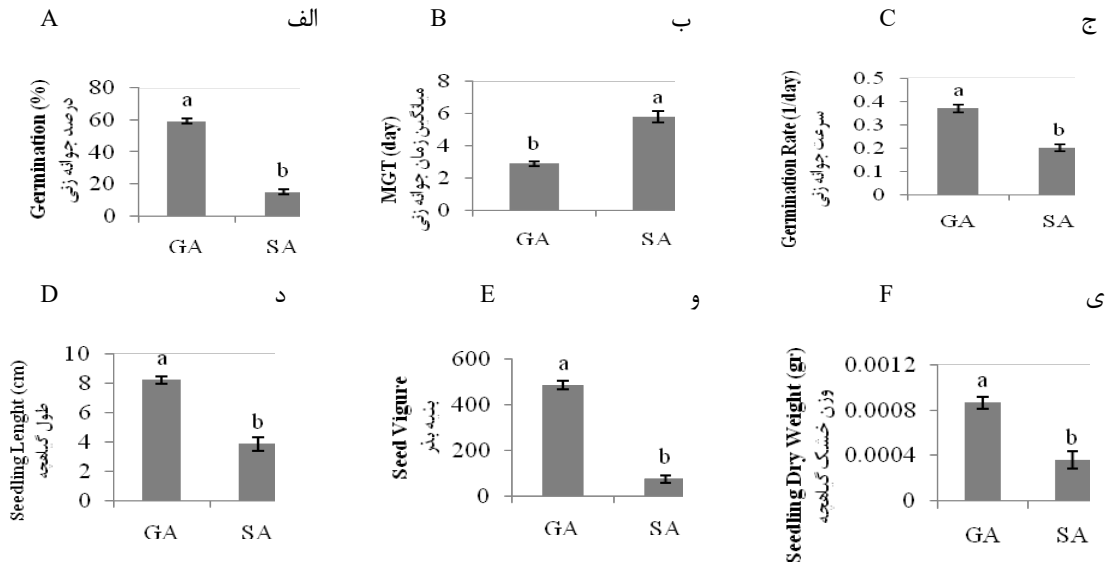 A الف
Germination (%)
درصد جوانه زنی
80
60
40
20
0
a
b
GA SA
B ب
MGT (day)
میانگین زمان جوانه زنی
8
6
4
2
0
b
a
GA SA
C ج
Germination Rate (1/day)
سرعت جوانه زنی
0.5
0.4
0.3
0.2
0.1
0
a
b
GA SA
D د
Seedling Lenght (cm)
طول گیاهچه
10
8
6
4
2
0
a
b
GA SA
E و
Seed Vigure
بنیه بذر
600
400
200
0
a
b
GA SA
F ی
Seedling Dry Weight (gr)
وزن خشک گیاهچه
0.0012
0.0008
0.0004
0
a
b
GA SA